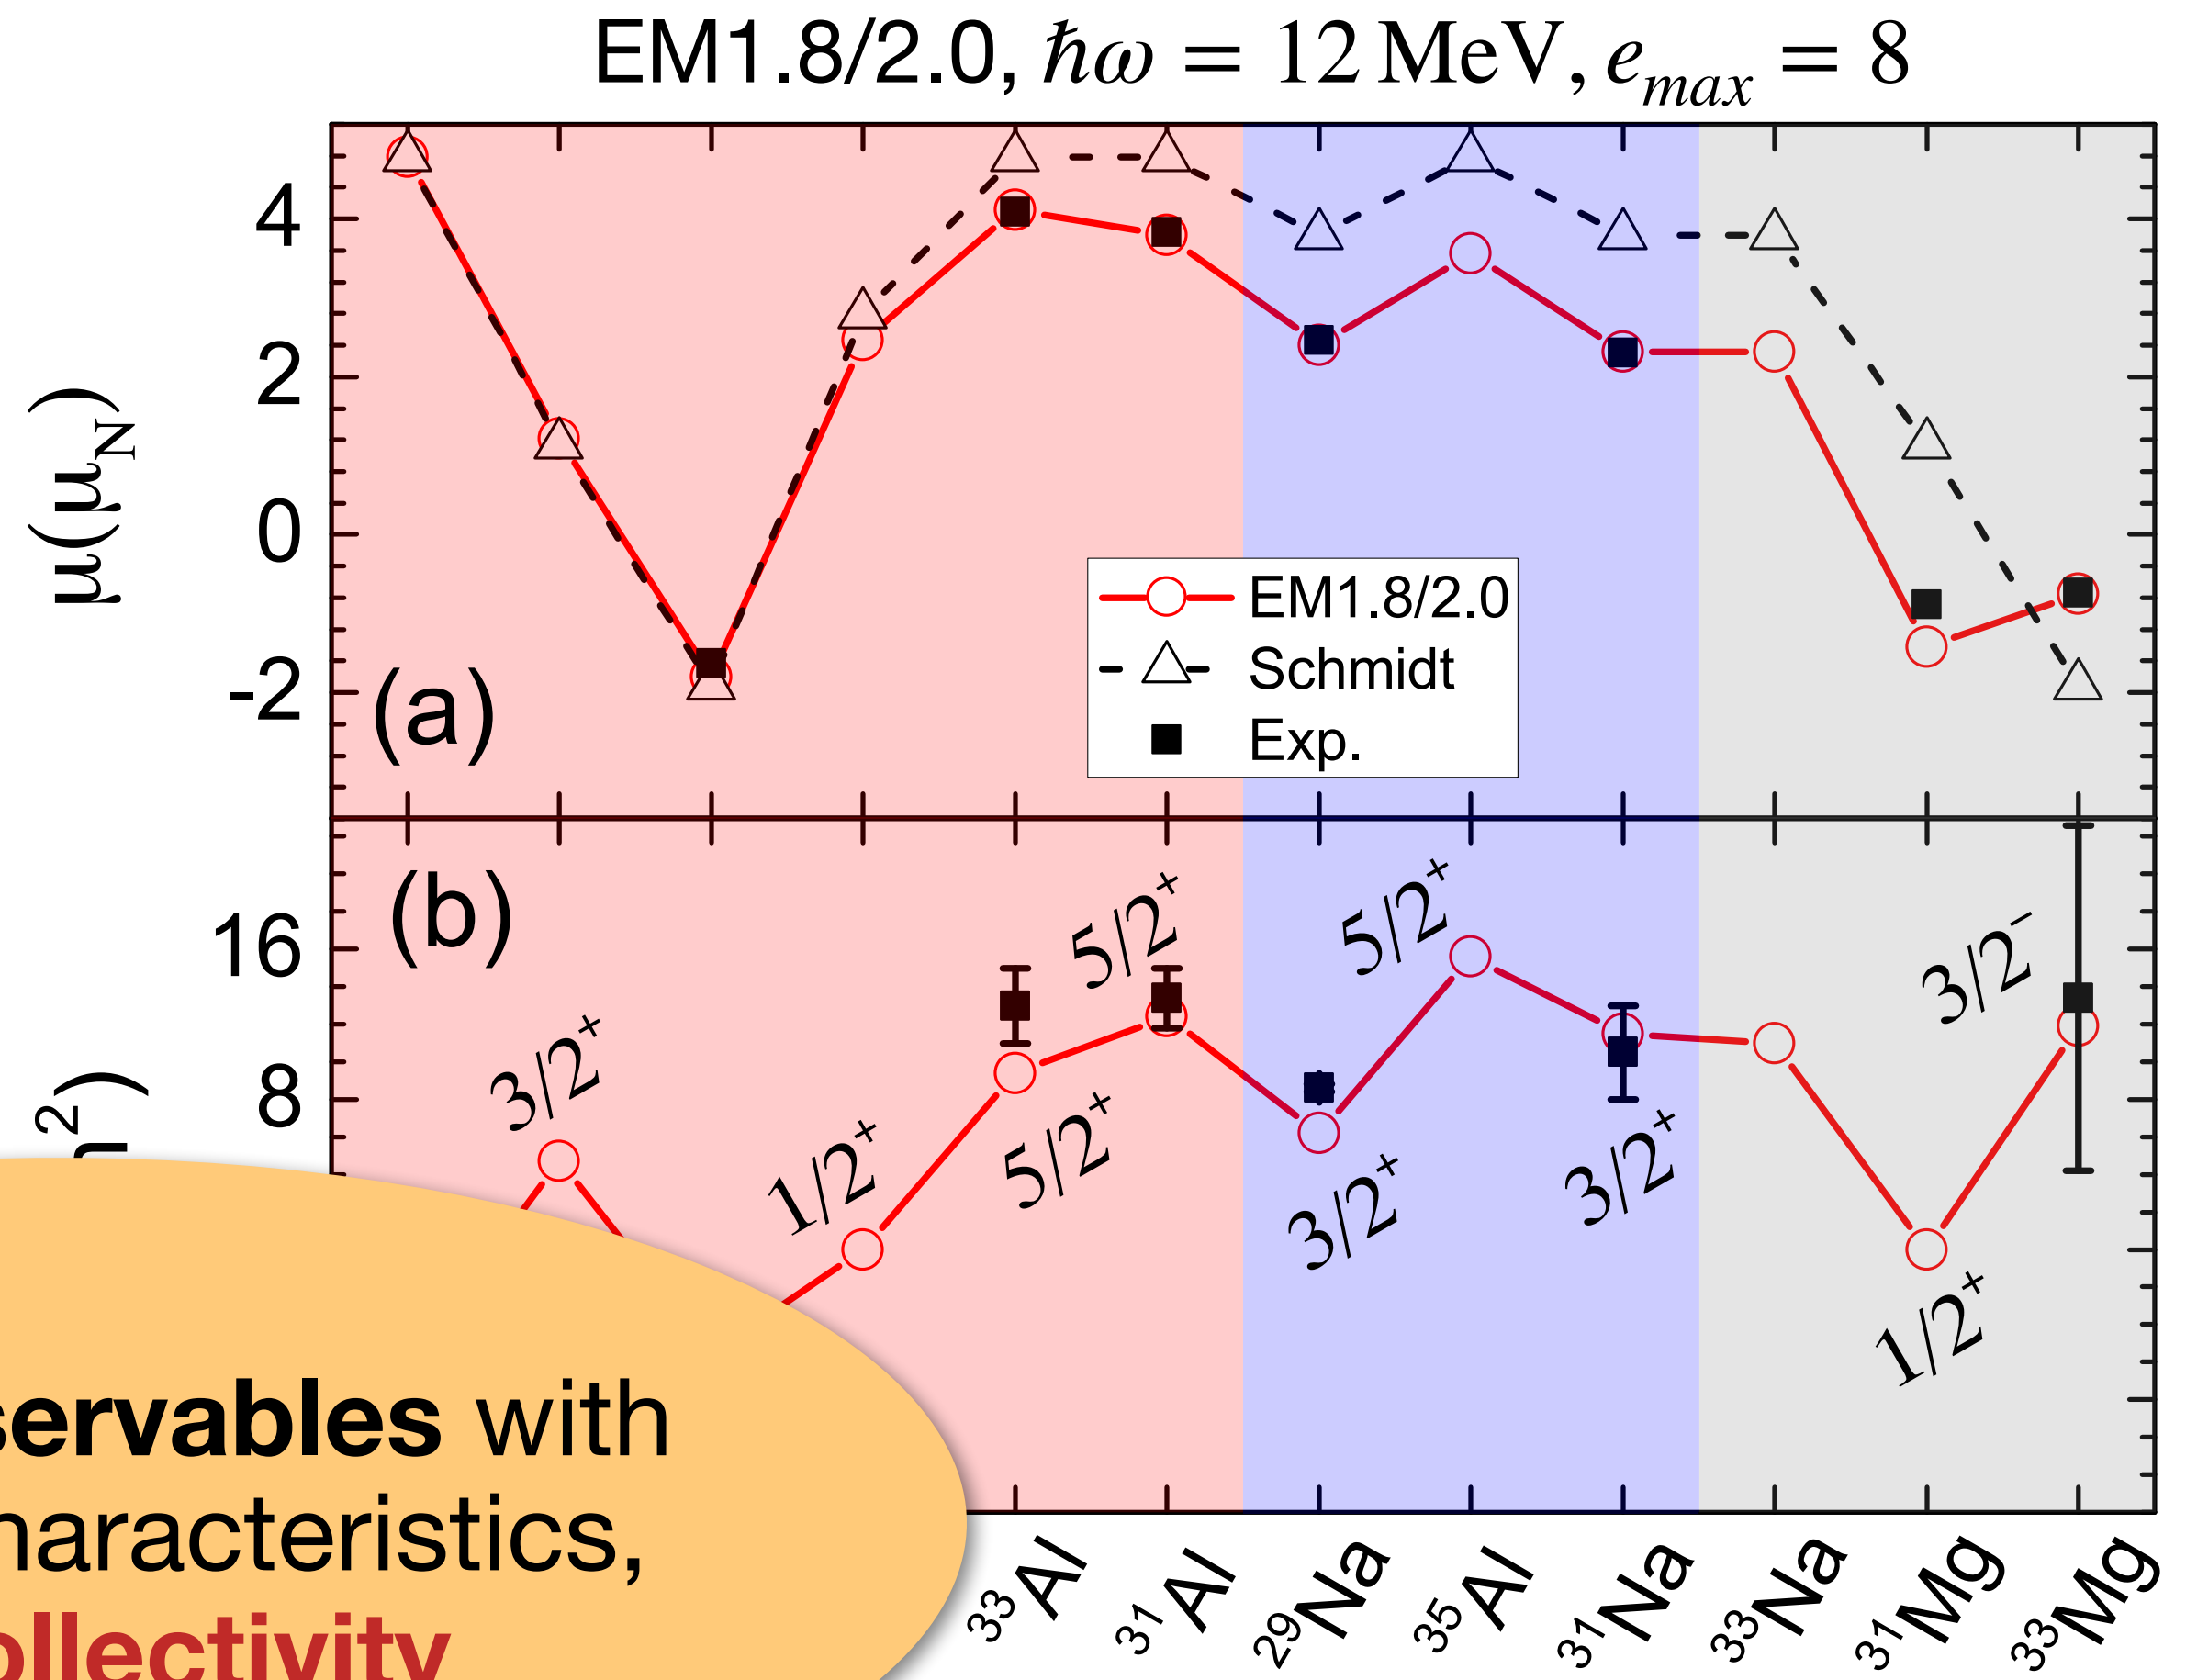 EM1.8/2.0, ℏω = 12 MeV, e_max = 8
μ(μ_N)
4
2
0
-2
(a)
EM1.8/2.0
Schmidt
Exp.
(b)
16
8
3/2⁺
1/2⁺
5/2⁺
5/2⁺
3/2⁺
5/2⁺
3/2⁺
1/2⁺
3/2⁻
servables with
haracteristics,
ollectivity
³³Al
³¹Al
²⁹Na
³⁵Al
³¹Na
³³Na
³¹Mg
³³Mg